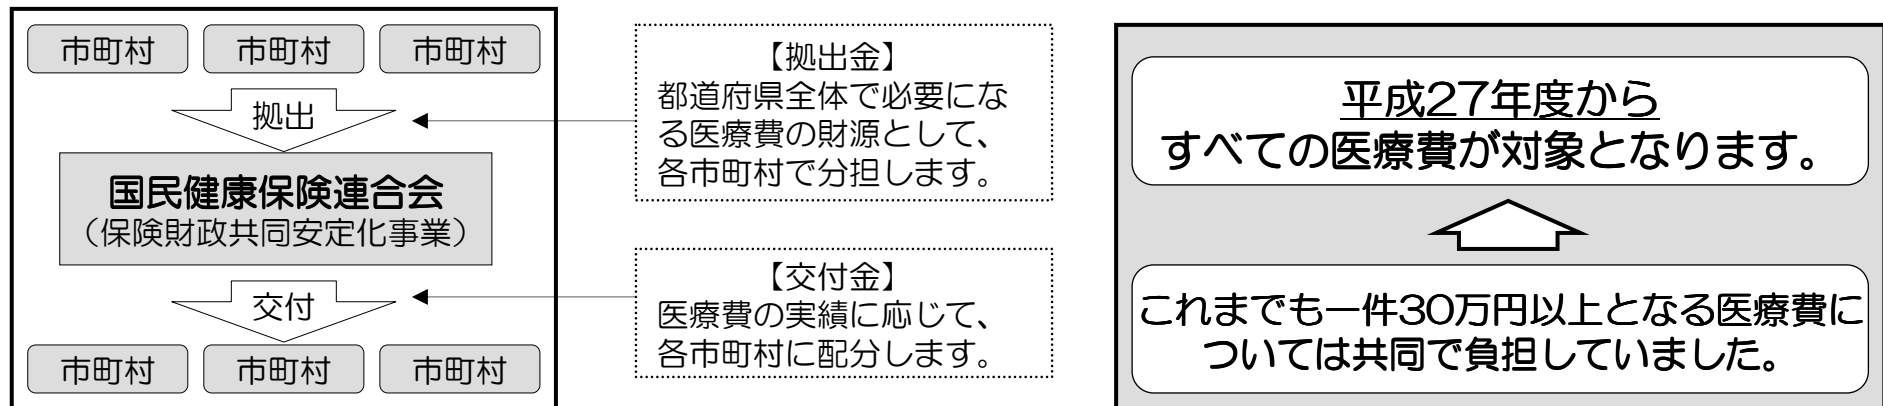 市町村
市町村
市町村
拠出
国民健康保険連合会
（保険財政共同安定化事業）
交付
市町村
市町村
市町村
【拠出金】
都道府県全体で必要にな
る医療費の財源として、
各市町村で分担します。
【交付金】
医療費の実績に応じて、
各市町村に配分します。
平成27年度から
すべての医療費が対象となります。
これまでも一件30万円以上となる医療費に
ついては共同で負担していました。